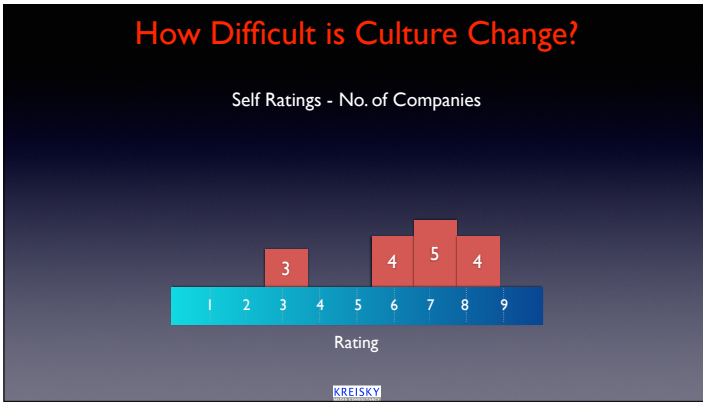 How Difficult is Culture Change?
Self Ratings - No. of Companies
3
4
5
4
1 2 3 4 5 6 7 8 9
Rating
KREISKY